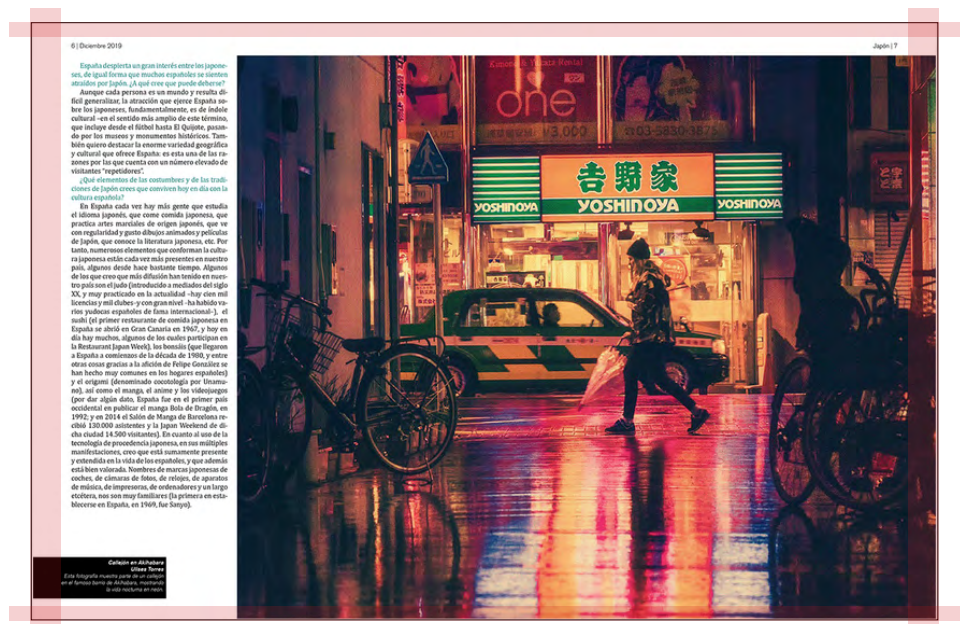 6 | Diciembre 2019
Japón | 7
España despierta un gran interés entre los japone-
ses, de igual forma que muchos españoles se sienten
atraídos por Japón. ¿A qué cree que puede deberse?
Aunque cada persona es un mundo y resulta di-
fícil generalizar, la atracción que ejerce España so-
bre los japoneses, fundamentalmente, es de índole
cultural –en el sentido más amplio de este término,
que incluye desde el fútbol hasta El Quijote, pasan-
do por los museos y monumentos históricos. Tam-
bién quiero destacar la enorme variedad geográfica
y cultural que ofrece España: es esta una de las ra-
zones por las que cuenta con un número elevado de
visitantes “repetidores”.
¿Qué elementos de las costumbres y de las tradi-
ciones de Japón crees que conviven hoy en día con la
cultura española?
En España cada vez hay más gente que estudia
el idioma japonés, que come comida japonesa, que
practica artes marciales de origen japonés, que ve
con regularidad y gusto dibujos animados y películas
de Japón, que conoce la literatura japonesa, etc. Por
tanto, numerosos elementos que conforman la cultu-
ra japonesa están cada vez más presentes en nuestro
país, algunos desde hace bastante tiempo. Algunos
de los que creo que más difusión han tenido en nues-
tro país son el judo (introducido a mediados del siglo
XX, y muy practicado en la actualidad –hay cien mil
licencias y mil clubes–y con gran nivel –ha habido va-
rios yudocas españoles de fama internacional–), el
sushi (el primer restaurante de comida japonesa en
España se abrió en Gran Canaria en 1967, y hoy en
día hay muchos, algunos de los cuales participan en
la Restaurant Japan Week), los bonsáis (que llegaron
a España a comienzos de la década de 1980, y entre
otras cosas gracias a la afición de Felipe González se
han hecho muy comunes en los hogares españoles)
y el origami (denominado cocotología por Unamu-
no), así como el manga, el anime y los videojuegos
(por dar algún dato, España fue en el primer país
occidental en publicar el manga Bola de Dragón, en
1992; y en 2014 el Salón de Manga de Barcelona re-
cibió 130.000 asistentes y la Japan Weekend de di-
cha ciudad 14.500 visitantes). En cuanto al uso de la
tecnología de procedencia japonesa, en sus múltiples
manifestaciones, creo que está sumamente presente
y extendida en la vida de los españoles, y que además
está bien valorada. Nombres de marcas japonesas de
coches, de cámaras de fotos, de relojes, de aparatos
de música, de impresoras, de ordenadores y un largo
etcétera, nos son muy familiares (la primera en esta-
blecerse en España, en 1969, fue Sanyo).
Callejón en Akihabara
Ulises Torres
Esta fotografía muestra parte de un callejón
en el famoso barrio de Akihabara, mostrando
la vida nocturna en neón.
Kimono & Yukata Rental
one
¥3,000
☎03-5830-3875
吉野家
YOSHINOYA
YOSHINOYA
YOSHINOYA